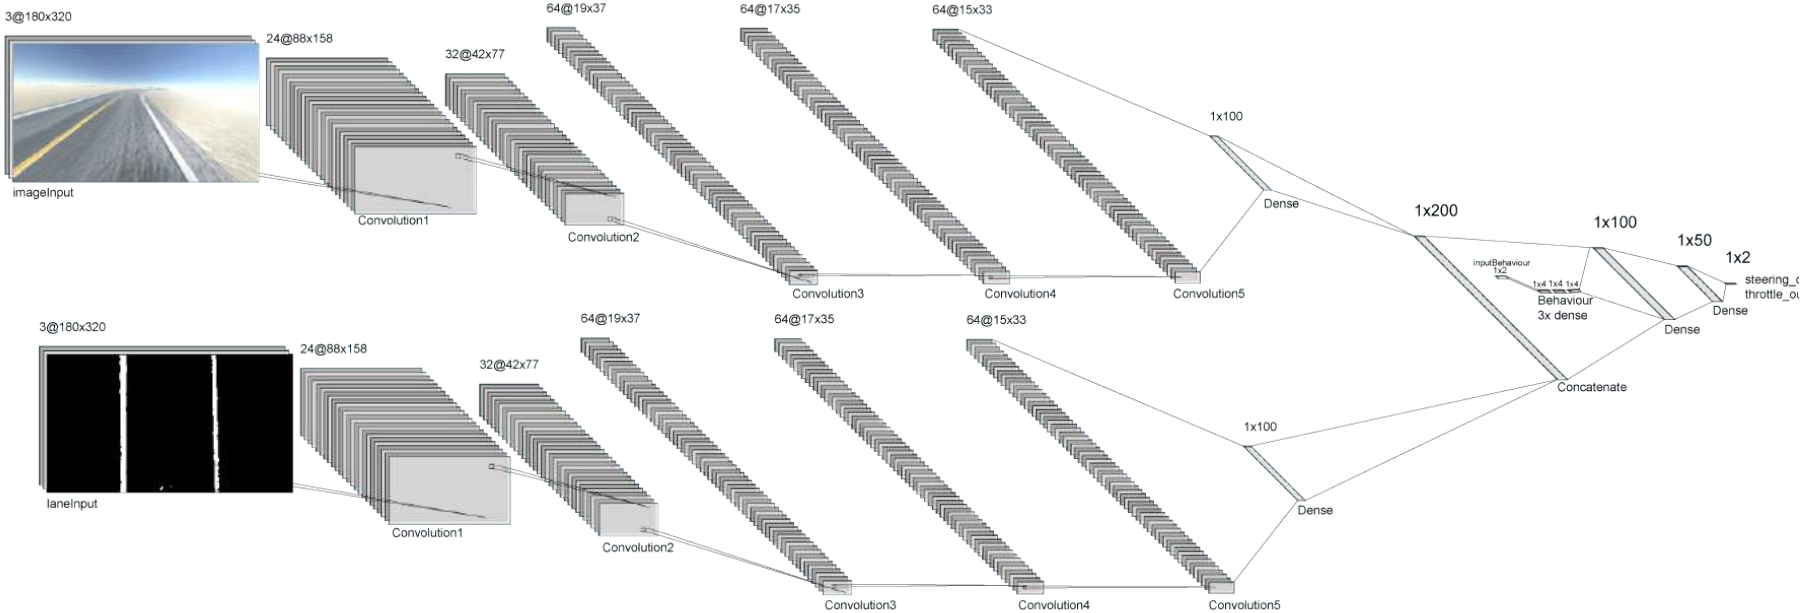 3@180x320
imageInput
24@88x158
Convolution1
32@42x77
Convolution2
64@19x37
Convolution3
64@17x35
Convolution4
64@15x33
Convolution5
1x100
Dense
3@180x320
laneInput
24@88x158
Convolution1
32@42x77
Convolution2
64@19x37
Convolution3
64@17x35
Convolution4
64@15x33
Convolution5
1x100
Dense
1x200
Concatenate
inputBehaviour
1x2
1x4 1x4 1x4
Behaviour
3x dense
1x100
Dense
1x50
Dense
1x2
steering_o
throttle_ou